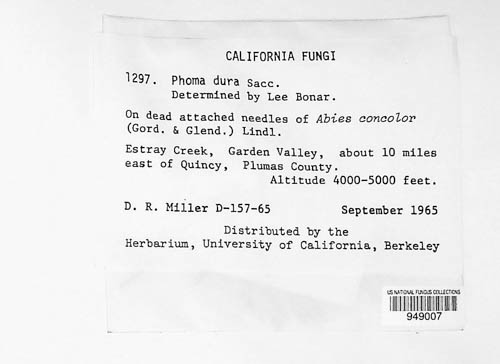 CALIFORNIA FUNGI
1297. Phoma dura Sacc.
Determined by Lee Bonar.
On dead attached needles of Abies concolor
(Gord. & Glend.) Lindl.
Estray Creek, Garden Valley, about 10 miles
east of Quincy, Plumas County.
Altitude 4000-5000 feet.
D. R. Miller D-157-65 September 1965
Distributed by the
Herbarium, University of California, Berkeley
US NATIONAL FUNGUS COLLECTIONS
949007